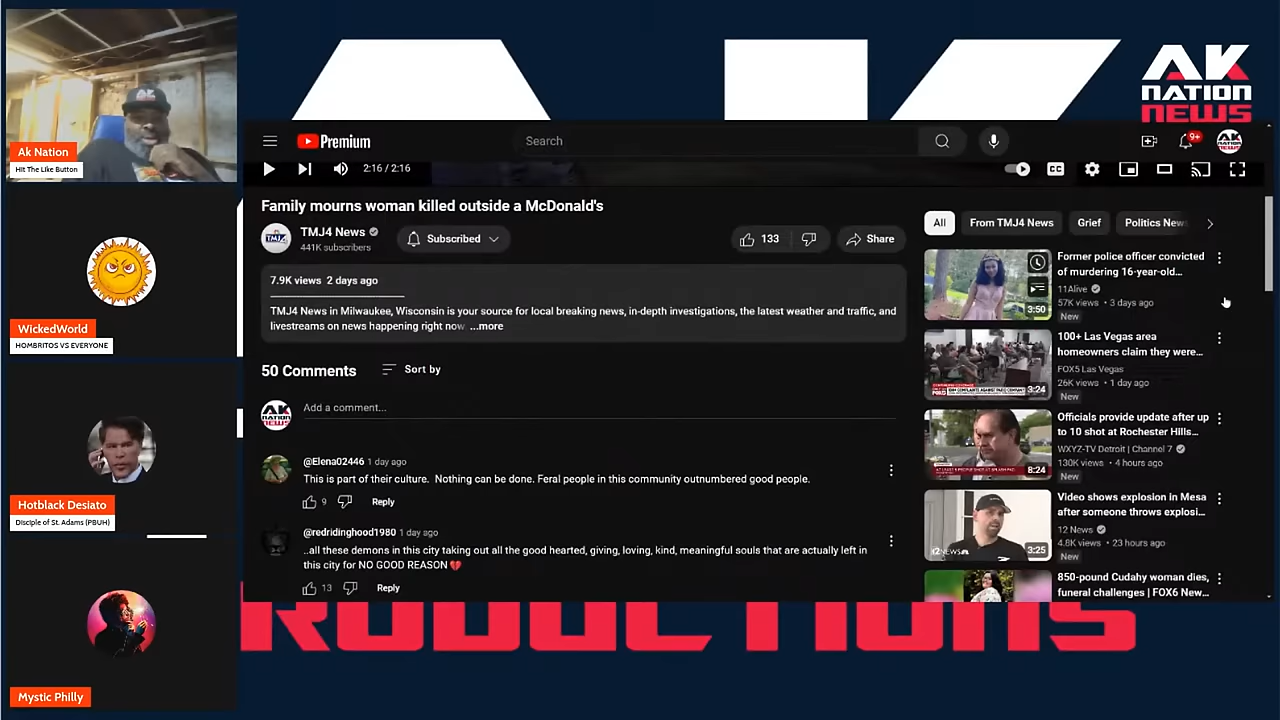 Ak Nation
Hit The Like Button
WickedWorld
HOMBRITOS VS EVERYONE
Hotblack Desiato
Disciple of St. Adams (PBUH)
Mystic Philly
AK
NATION
NEWS
Premium
Search
9+
2:16 / 2:16
CC
Family mourns woman killed outside a McDonald's
TMJ4 News
441K subscribers
Subscribed
133
Share
7.9K views 2 days ago
TMJ4 News in Milwaukee, Wisconsin is your source for local breaking news, in-depth investigations, the latest weather and traffic, and
livestreams on news happening right now ...more
50 Comments
Sort by
Add a comment...
@Elena02446 1 day ago
This is part of their culture. Nothing can be done. Feral people in this community outnumbered good people.
9
Reply
@redridinghood1980 1 day ago
..all these demons in this city taking out all the good hearted, giving, loving, kind, meaningful souls that are actually left in
this city for NO GOOD REASON💔
13
Reply
All
From TMJ4 News
Grief
Politics News
3:50
Former police officer convicted
of murdering 16-year-old...
11Alive
57K views • 3 days ago
New
3:24
100+ Las Vegas area
homeowners claim they were...
FOX5 Las Vegas
26K views • 1 day ago
New
8:24
Officials provide update after up
to 10 shot at Rochester Hills...
WXYZ-TV Detroit | Channel 7
130K views • 4 hours ago
New
12NEWS
3:25
Video shows explosion in Mesa
after someone throws explosi...
12 News
4.8K views • 23 hours ago
New
850-pound Cudahy woman dies,
funeral challenges | FOX6 New...